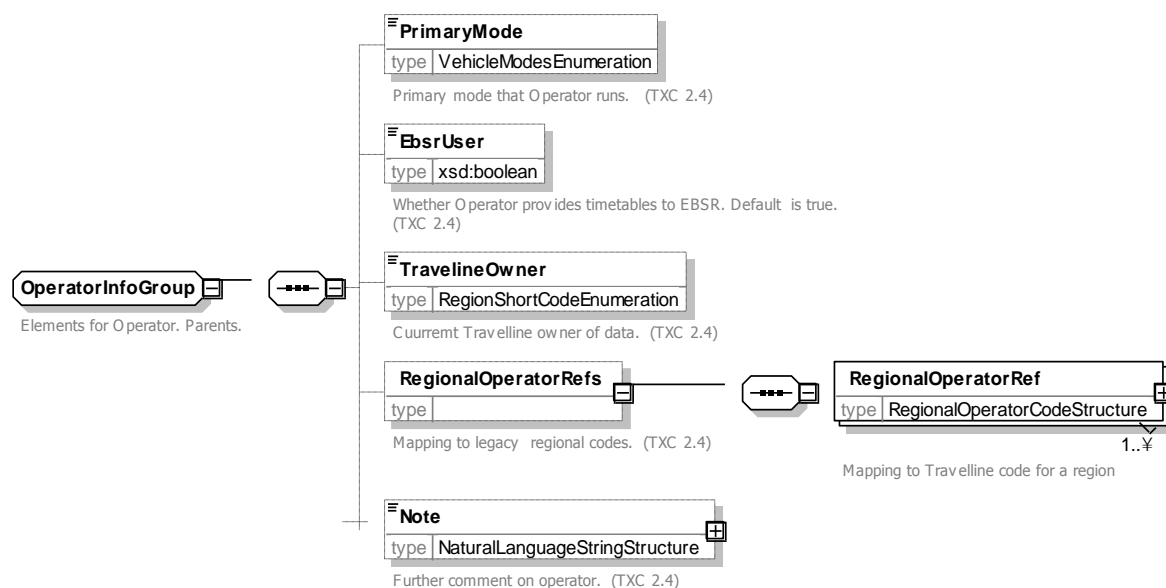 PrimaryMode
type VehicleModesEnumeration
Primary mode that Operator runs. (TXC 2.4)
EbsrUser
type xsd:boolean
Whether Operator provides timetables to EBSR. Default is true.
(TXC 2.4)
TravelineOwner
type RegionShortCodeEnumeration
Cuurremt Travelline owner of data. (TXC 2.4)
OperatorInfoGroup
Elements for Operator. Parents.
RegionalOperatorRefs
type
Mapping to legacy regional codes. (TXC 2.4)
RegionalOperatorRef
type RegionalOperatorCodeStructure
1..¥
Mapping to Travelline code for a region
Note
type NaturalLanguageStringStructure
Further comment on operator. (TXC 2.4)